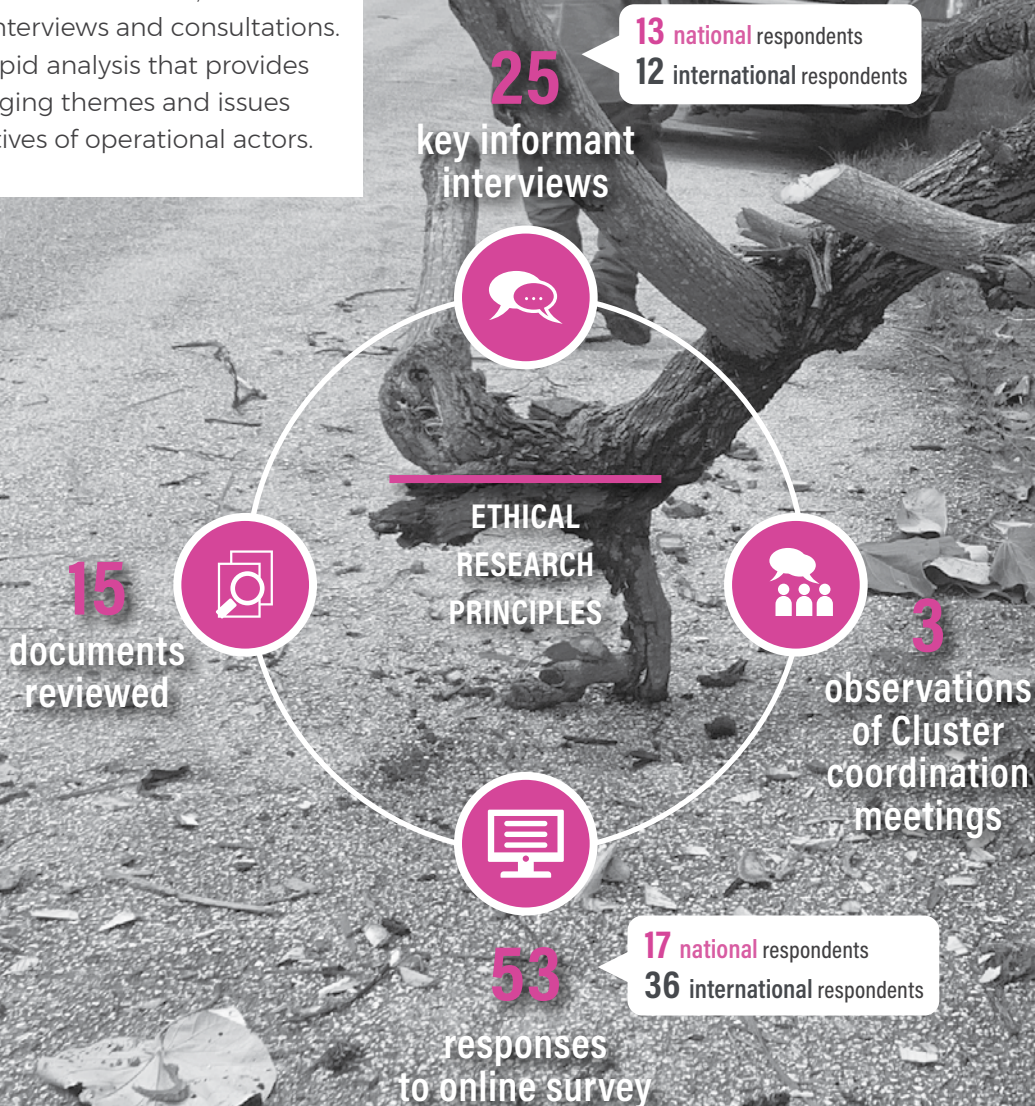 nterviews and consultations.
pid analysis that provides
ging themes and issues
tives of operational actors.
25
key informant
interviews
13 national respondents
12 international respondents
ETHICAL
RESEARCH
PRINCIPLES
15
documents
reviewed
3
observations
of Cluster
coordination
meetings
53
responses
to online survey
17 national respondents
36 international respondents